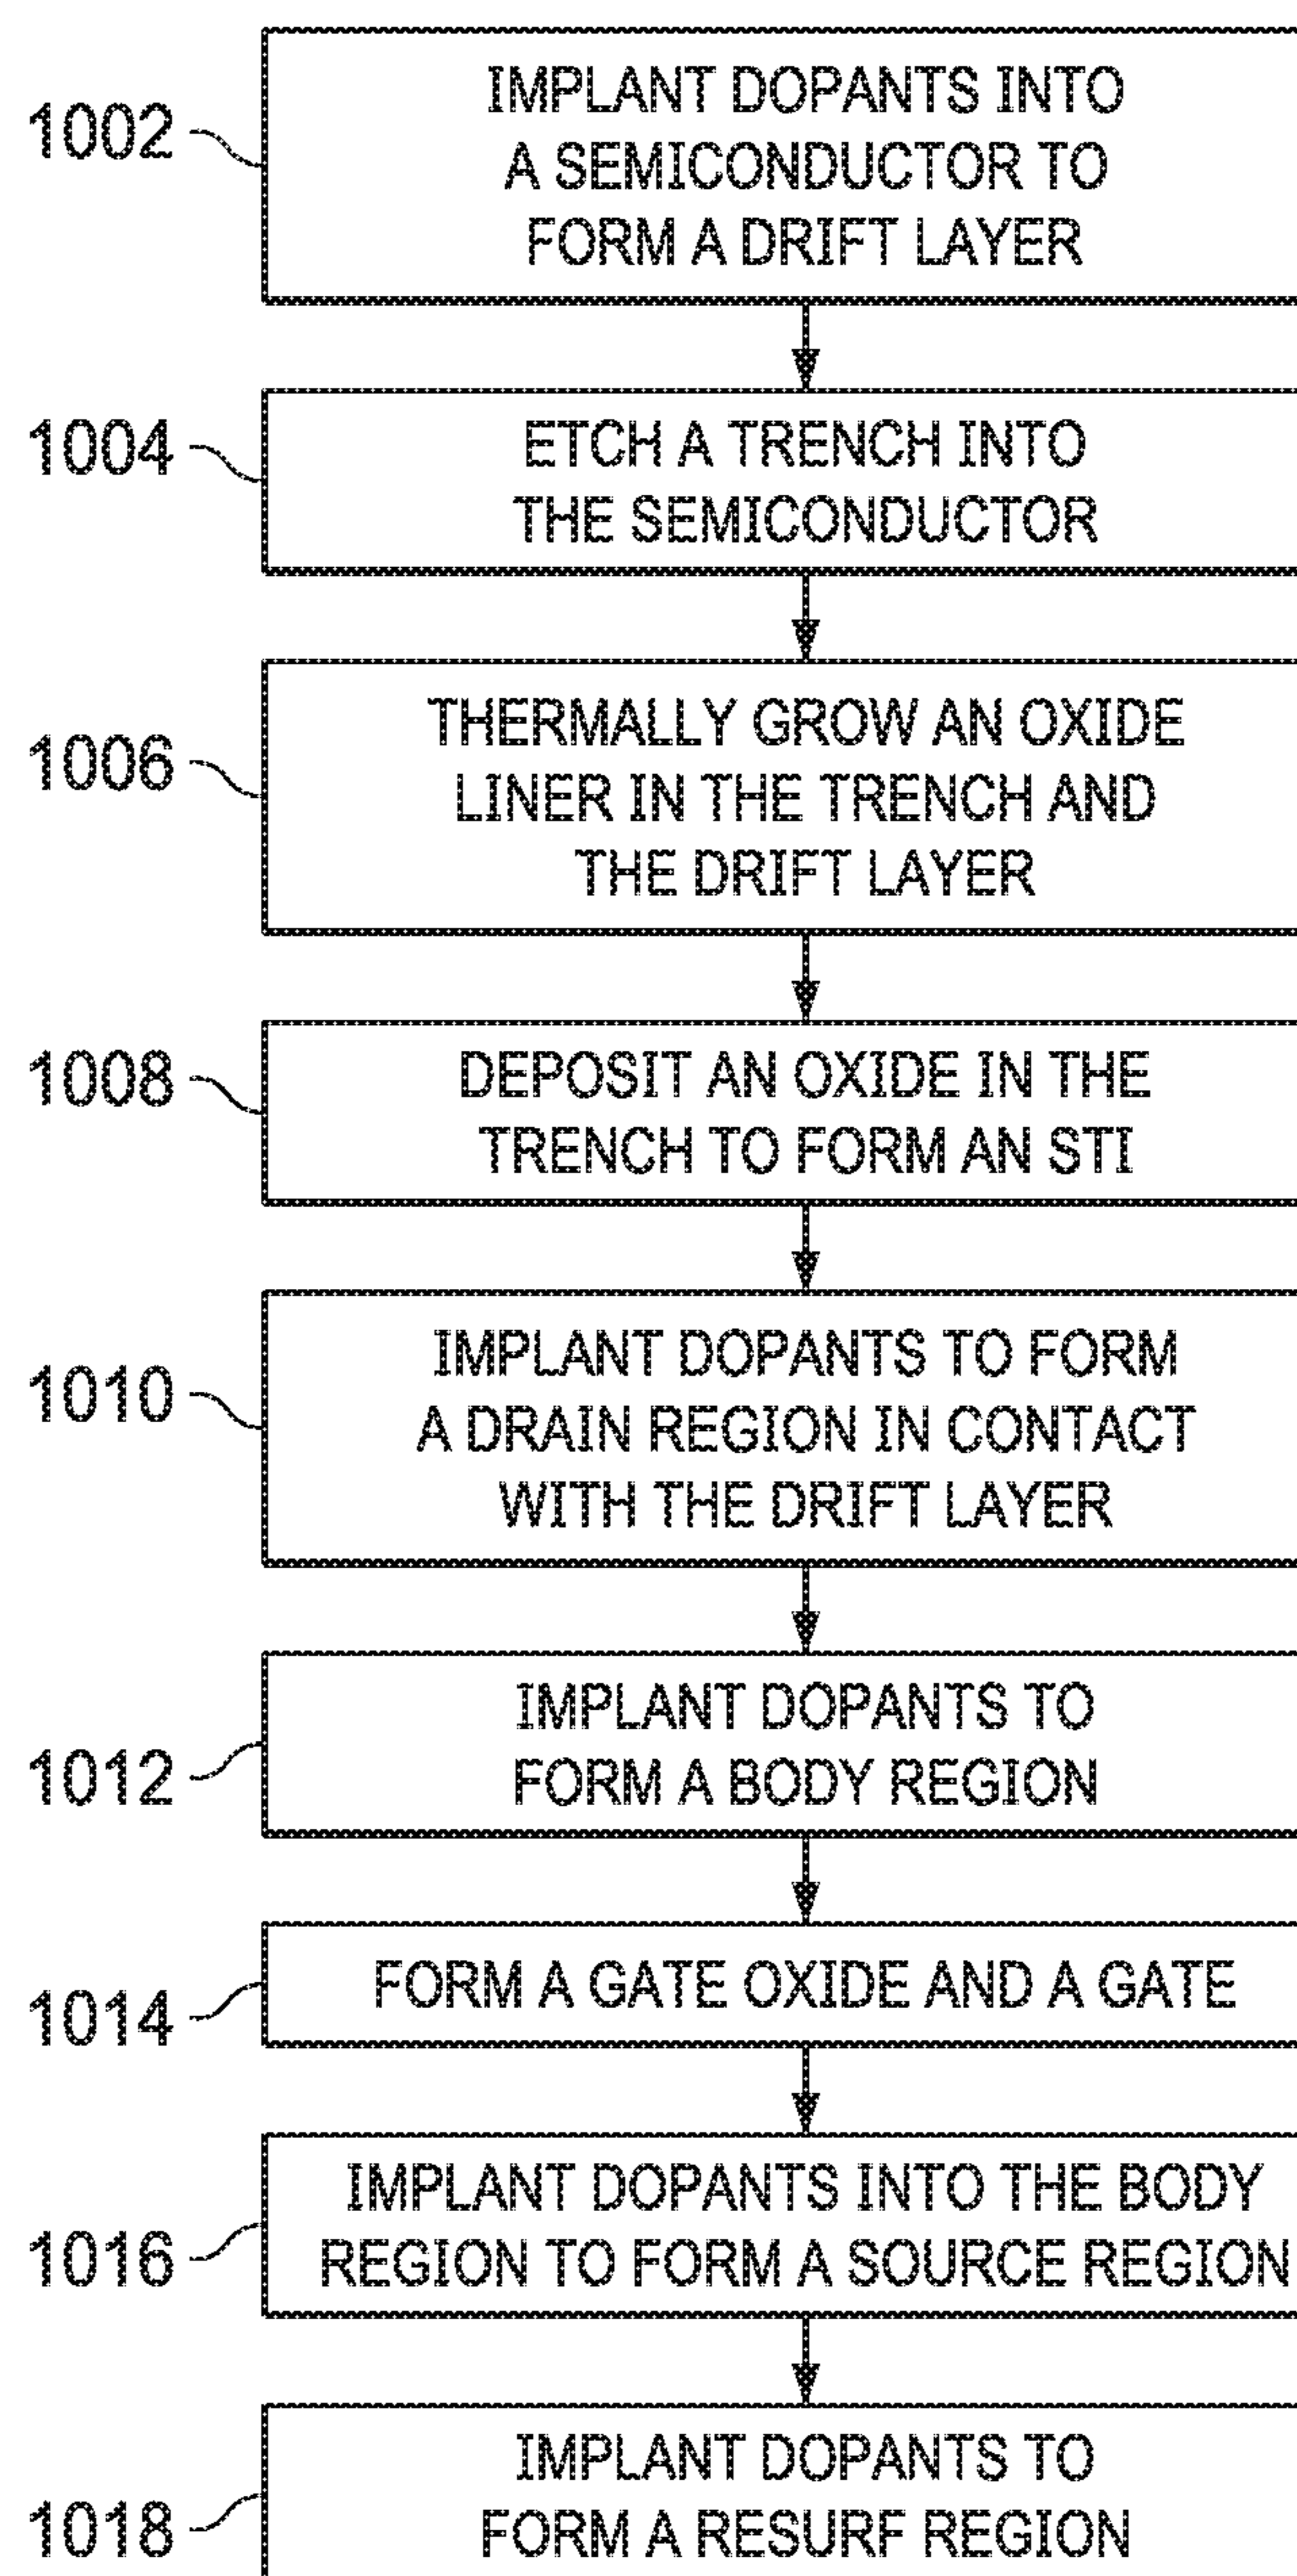 1002
IMPLANT DOPANTS INTO
A SEMICONDUCTOR TO
FORM A DRIFT LAYER
1004
ETCH A TRENCH INTO
THE SEMICONDUCTOR
1006
THERMALLY GROW AN OXIDE
LINER IN THE TRENCH AND
THE DRIFT LAYER
1008
DEPOSIT AN OXIDE IN THE
TRENCH TO FORM AN STI
1010
IMPLANT DOPANTS TO FORM
A DRAIN REGION IN CONTACT
WITH THE DRIFT LAYER
1012
IMPLANT DOPANTS TO
FORM A BODY REGION
1014
FORM A GATE OXIDE AND A GATE
1016
IMPLANT DOPANTS INTO THE BODY
REGION TO FORM A SOURCE REGION
1018
IMPLANT DOPANTS TO
FORM A RESURF REGION